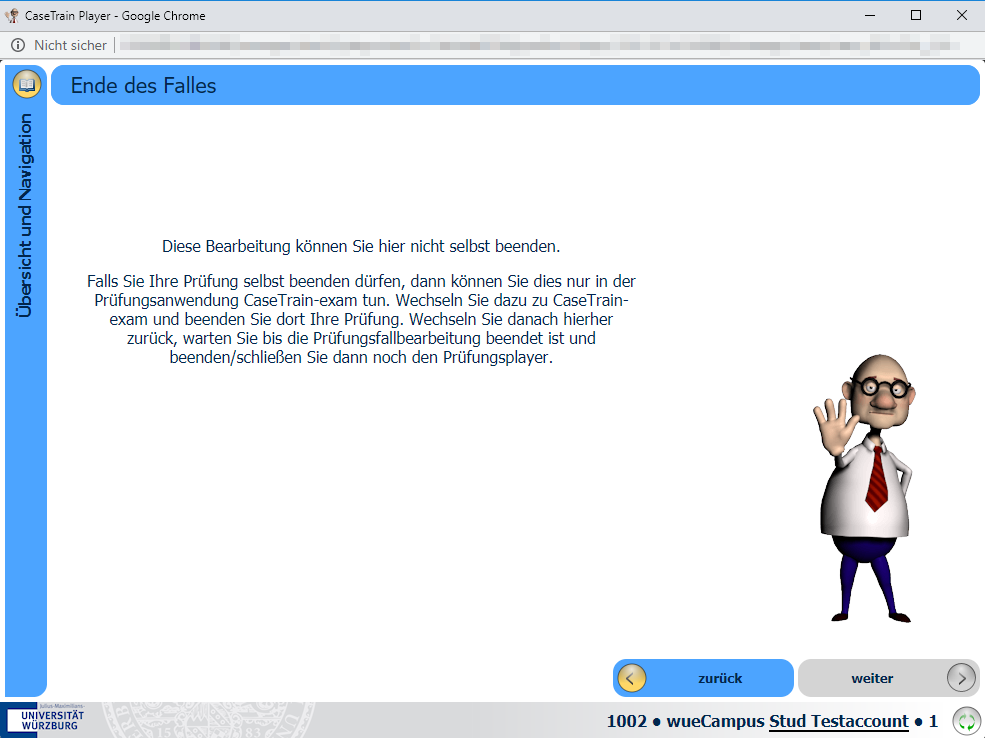 CaseTrain Player - Google Chrome
Nicht sicher
Ende des Falles
Übersicht und Navigation
Diese Bearbeitung können Sie hier nicht selbst beenden.
Falls Sie Ihre Prüfung selbst beenden dürfen, dann können Sie dies nur in der
Prüfungsanwendung CaseTrain-exam tun. Wechseln Sie dazu zu CaseTrain-
exam und beenden Sie dort Ihre Prüfung. Wechseln Sie danach hierher
zurück, warten Sie bis die Prüfungsfallbearbeitung beendet ist und
beenden/schließen Sie dann noch den Prüfungsplayer.
zurück
weiter
Julius-Maximilians-
UNIVERSITÄT
WÜRZBURG
1002 • wueCampus Stud Testaccount • 1